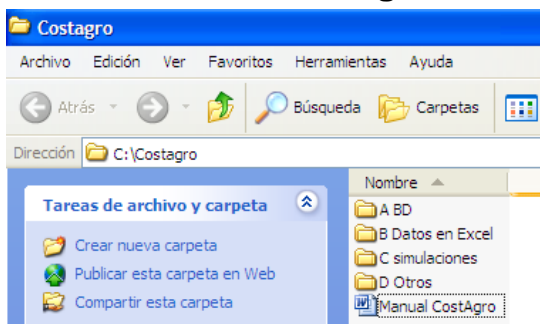 Costagro
Archivo Edición Ver Favoritos Herramientas Ayuda
Atrás Búsqueda Carpetas
Dirección C:\Costagro
Nombre
Tareas de archivo y carpeta
Crear nueva carpeta
Publicar esta carpeta en Web
Compartir esta carpeta
A BD
B Datos en Excel
C simulaciones
D Otros
Manual CostAgro